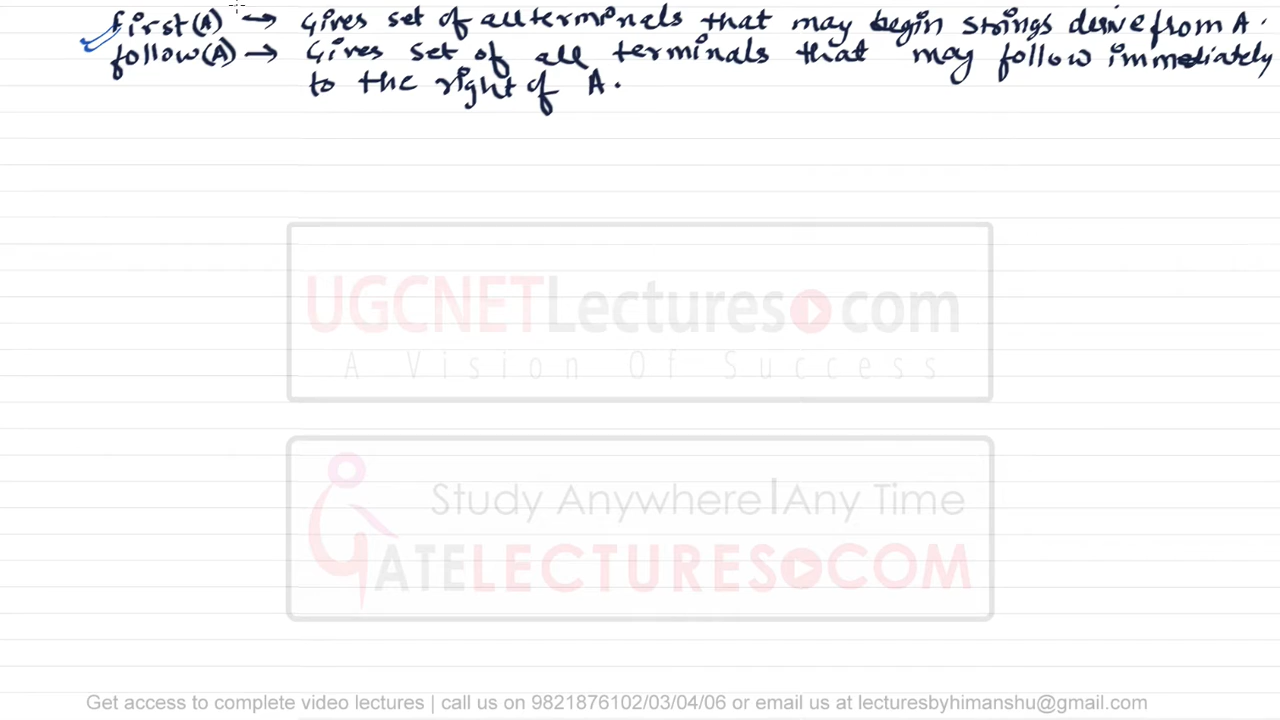 first(A) → Gives set of all terminals that may begin strings derive from A.
follow(A) → Gives set of all terminals that may follow immediately
to the right of A.
UGCNETLectures.com
A Vision Of Success
Study Anywhere|Any Time
GATELECTURES.COM
Get access to complete video lectures | call us on 9821876102/03/04/06 or email us at lecturesbyhimanshu@gmail.com